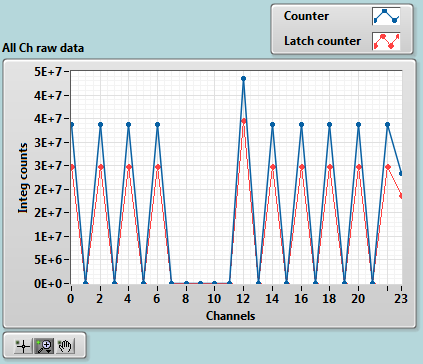 Counter
Latch counter
All Ch raw data
5E+7
4E+7
4E+7
3E+7
3E+7
2E+7
2E+7
1E+7
5E+6
0E+0
Integ counts
0 2 4 6 8 10 12 14 16 18 20 23
Channels